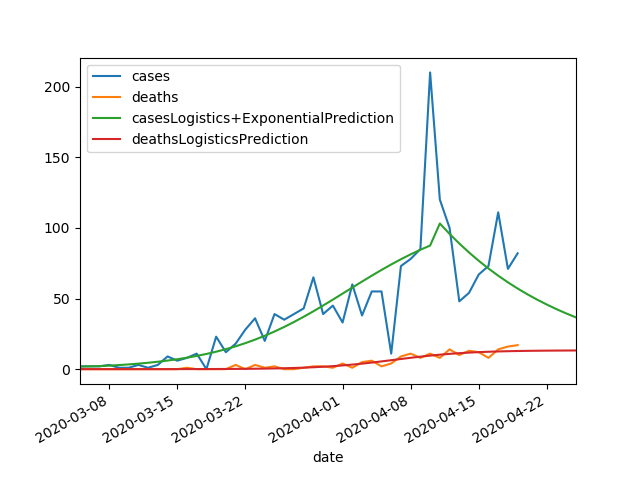 cases
deaths
casesLogistics+ExponentialPrediction
deathsLogisticsPrediction
200
150
100
50
0
2020-03-08
2020-03-15
2020-03-22
2020-04-01
2020-04-08
2020-04-15
2020-04-22
date